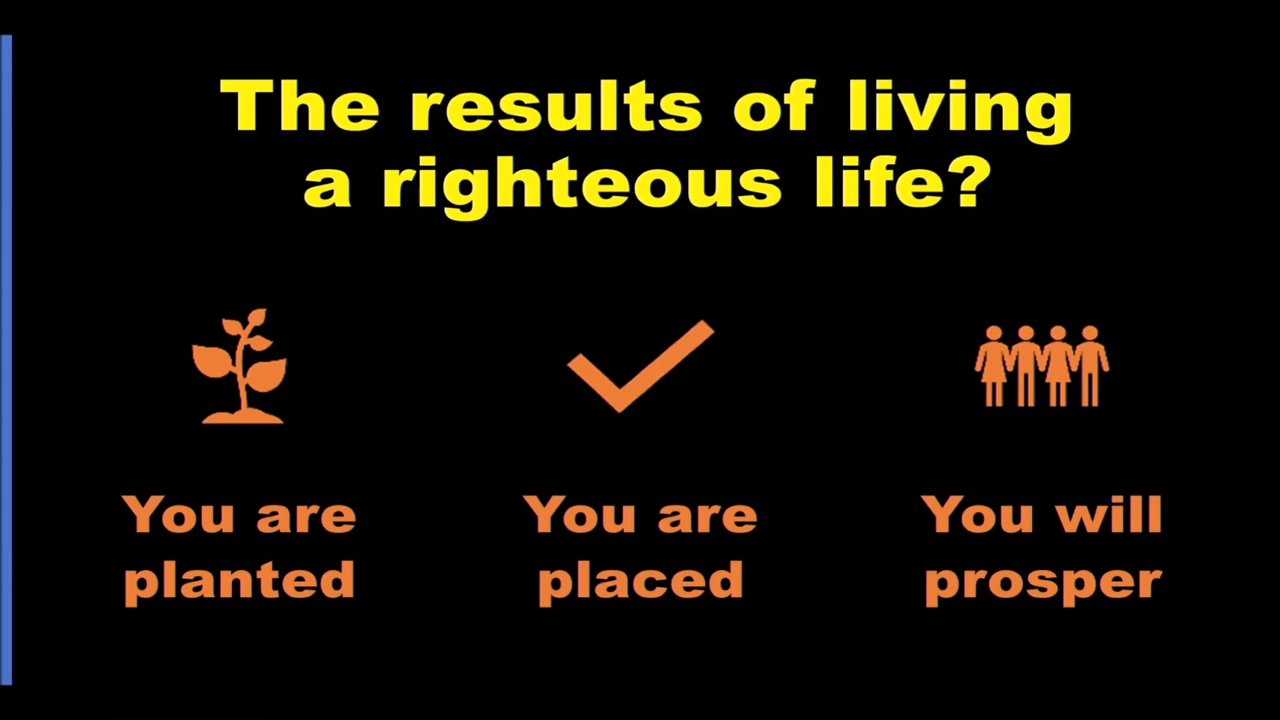 The results of living
a righteous life?
You are
planted
You are
placed
You will
prosper